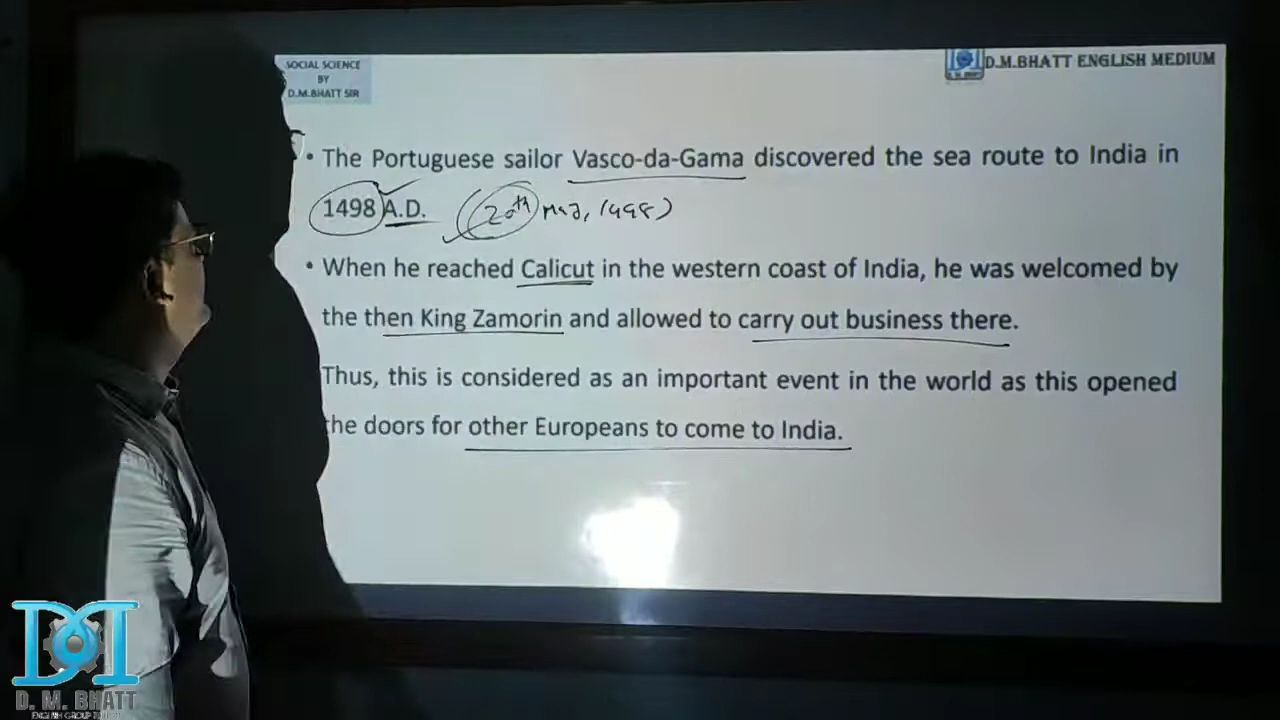 SOCIAL SCIENCE
BY
D.M.BHATT SIR
D.M.BHATT ENGLISH MEDIUM
• The Portuguese sailor Vasco-da-Gama discovered the sea route to India in
1498 A.D. (20th May, 1498)
• When he reached Calicut in the western coast of India, he was welcomed by
the then King Zamorin and allowed to carry out business there.
Thus, this is considered as an important event in the world as this opened
the doors for other Europeans to come to India.
D. M. BHATT